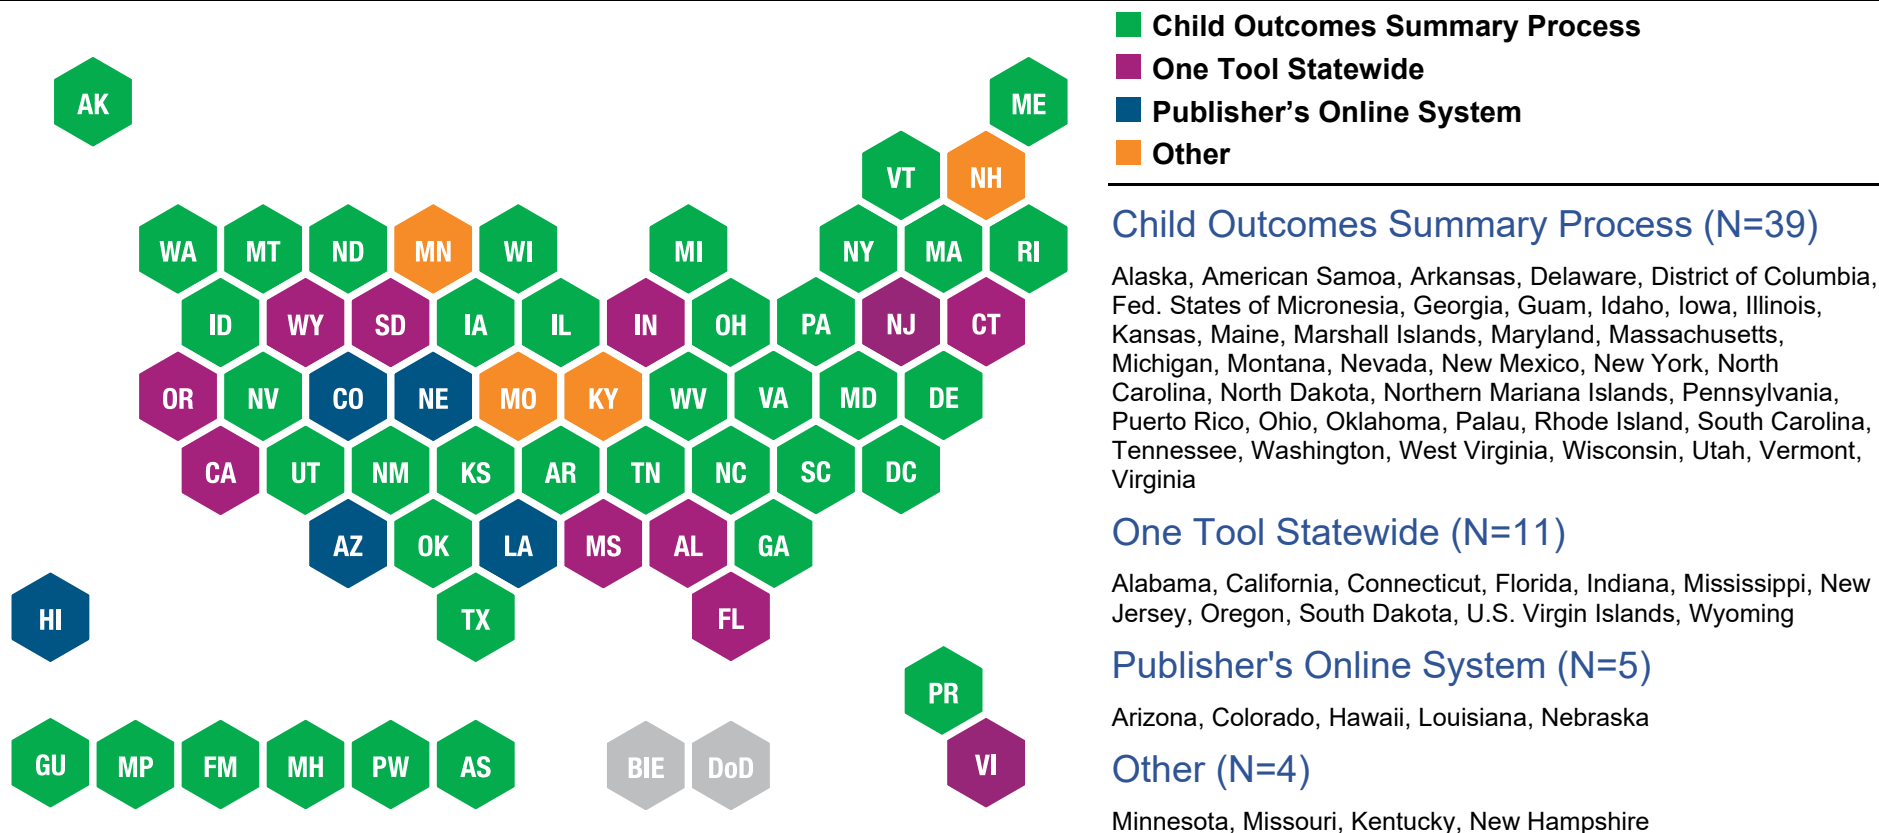 AK
ME
VT
NH
WA
MT
ND
MN
WI
MI
NY
MA
RI
ID
WY
SD
IA
IL
IN
OH
PA
NJ
CT
OR
NV
CO
NE
MO
KY
WV
VA
MD
DE
CA
UT
NM
KS
AR
TN
NC
SC
DC
AZ
OK
LA
MS
AL
GA
HI
TX
FL
PR
GU
MP
FM
MH
PW
AS
BIE
DoD
VI
Child Outcomes Summary Process
One Tool Statewide
Publisher’s Online System
Other
Child Outcomes Summary Process (N=39)
Alaska, American Samoa, Arkansas, Delaware, District of Columbia,
Fed. States of Micronesia, Georgia, Guam, Idaho, Iowa, Illinois,
Kansas, Maine, Marshall Islands, Maryland, Massachusetts,
Michigan, Montana, Nevada, New Mexico, New York, North
Carolina, North Dakota, Northern Mariana Islands, Pennsylvania,
Puerto Rico, Ohio, Oklahoma, Palau, Rhode Island, South Carolina,
Tennessee, Washington, West Virginia, Wisconsin, Utah, Vermont,
Virginia
One Tool Statewide (N=11)
Alabama, California, Connecticut, Florida, Indiana, Mississippi, New
Jersey, Oregon, South Dakota, U.S. Virgin Islands, Wyoming
Publisher's Online System (N=5)
Arizona, Colorado, Hawaii, Louisiana, Nebraska
Other (N=4)
Minnesota, Missouri, Kentucky, New Hampshire